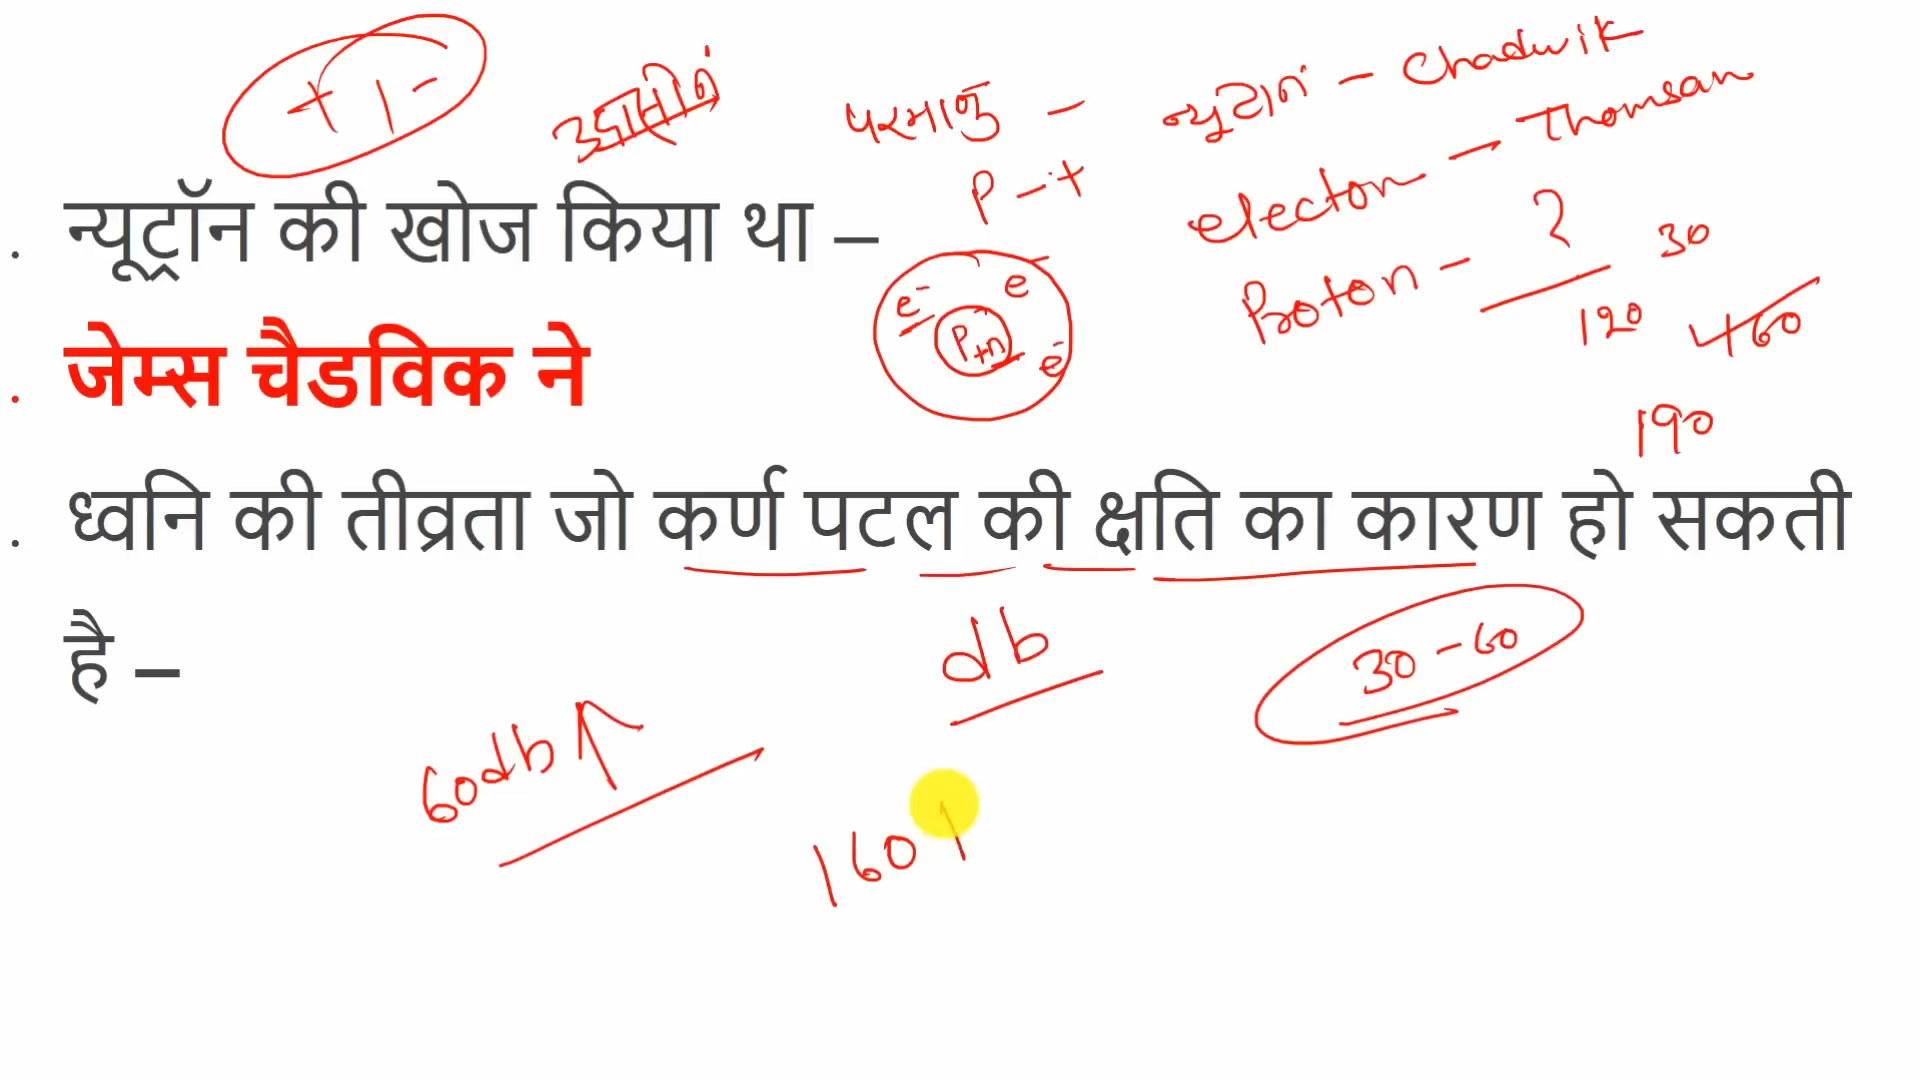 + / -
उदासीन
परमाणु - न्यूटान - Chadwik
P - + electon - Thomsan
Proton - ?
30
120 460
190
. न्यूट्रॉन की खोज किया था –
e- e- e-
P+n
. जेम्स चैडविक ने
. ध्वनि की तीव्रता जो कर्ण पटल की क्षति का कारण हो सकती
है –
db
30 - 60
60db
160